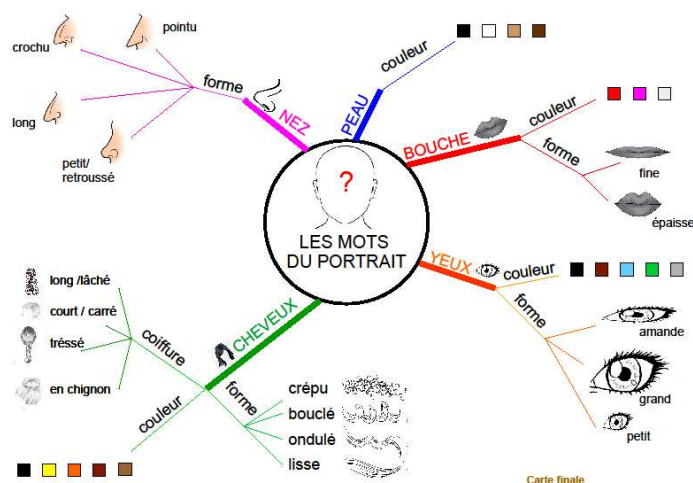 LES MOTS
DU PORTRAIT
?
NEZ
forme
crochu
pointu
long
petit/
retroussé
PEAU
couleur
BOUCHE
couleur
forme
fine
épaisse
YEUX
couleur
forme
amande
grand
petit
CHEVEUX
coiffure
long /lâché
court / carré
tréssé
en chignon
couleur
forme
crépu
bouclé
ondulé
lisse
Carte finale